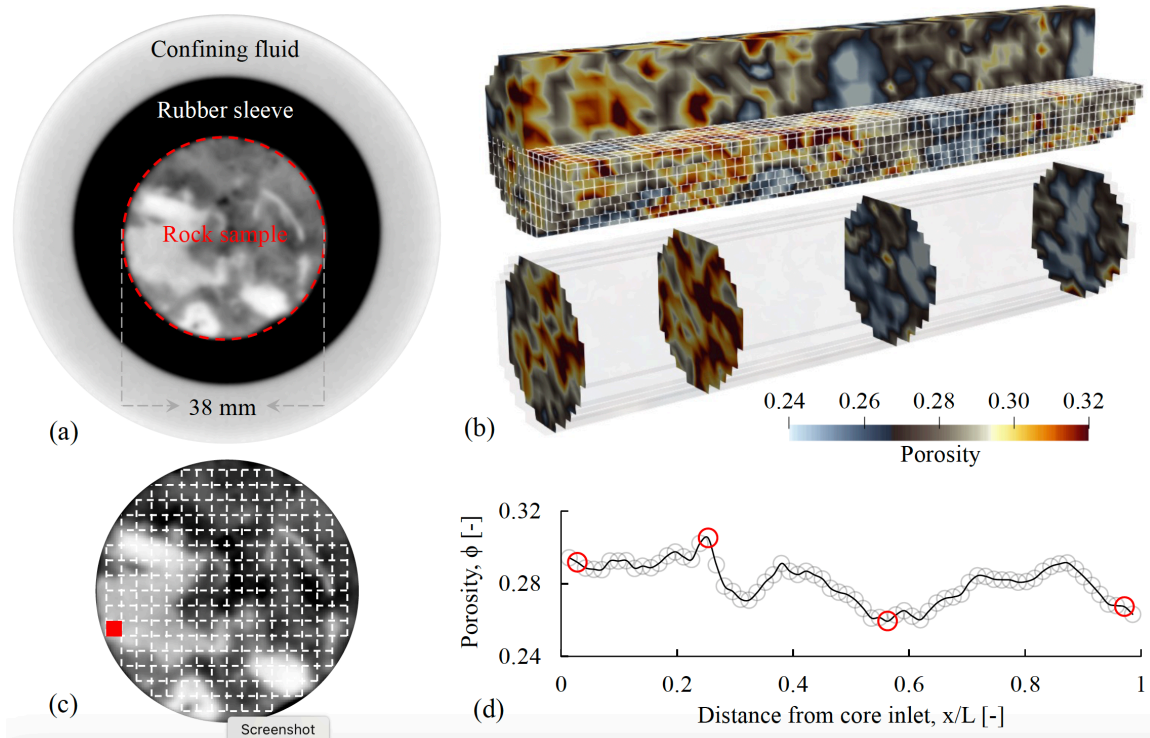 Confining fluid
Rubber sleeve
Rock sample
38 mm
(a)
0.24 0.26 0.28 0.30 0.32
Porosity
(b)
(c)
Screenshot
0.32
0.28
0.24
Porosity, ϕ [-]
0 0.2 0.4 0.6 0.8 1
Distance from core inlet, x/L [-]
(d)